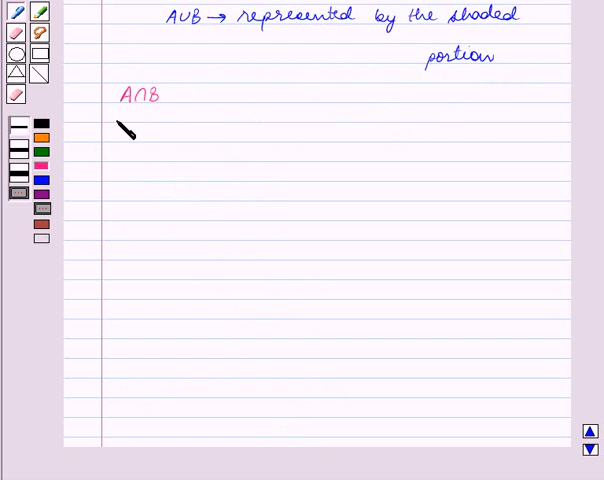 A∪B → represented by the shaded
portion
A∩B